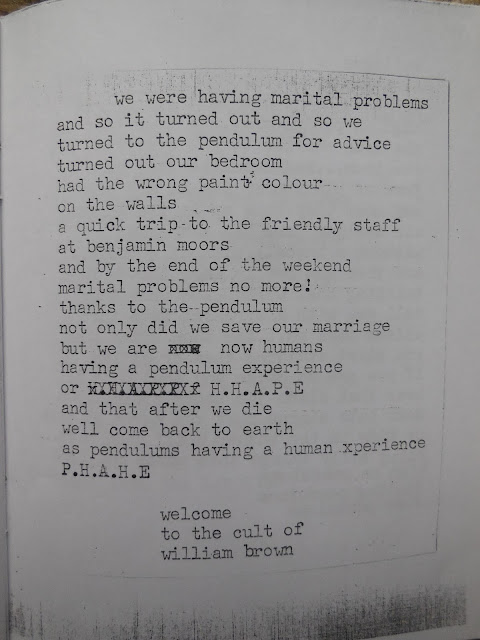 we were having marital problems
and so it turned out and so we
turned to the pendulum for advice
turned out our bedroom
had the wrong paint colour
on the walls
a quick trip to the friendly staff
at benjamin moors
and by the end of the weekend
marital problems no more!
thanks to the pendulum
not only did we save our marriage
but we are now humans
having a pendulum experience
or H.H.A.P.E
and that after we die
well come back to earth
as pendulums having a human xperience
P.H.A.H.E
welcome
to the cult of
william brown